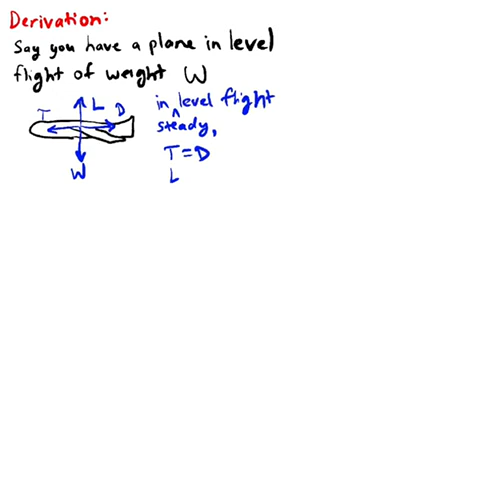 Derivation:
Say you have a plane in level
flight of weight W
T L D
W
in level flight
steady,
T = D
L